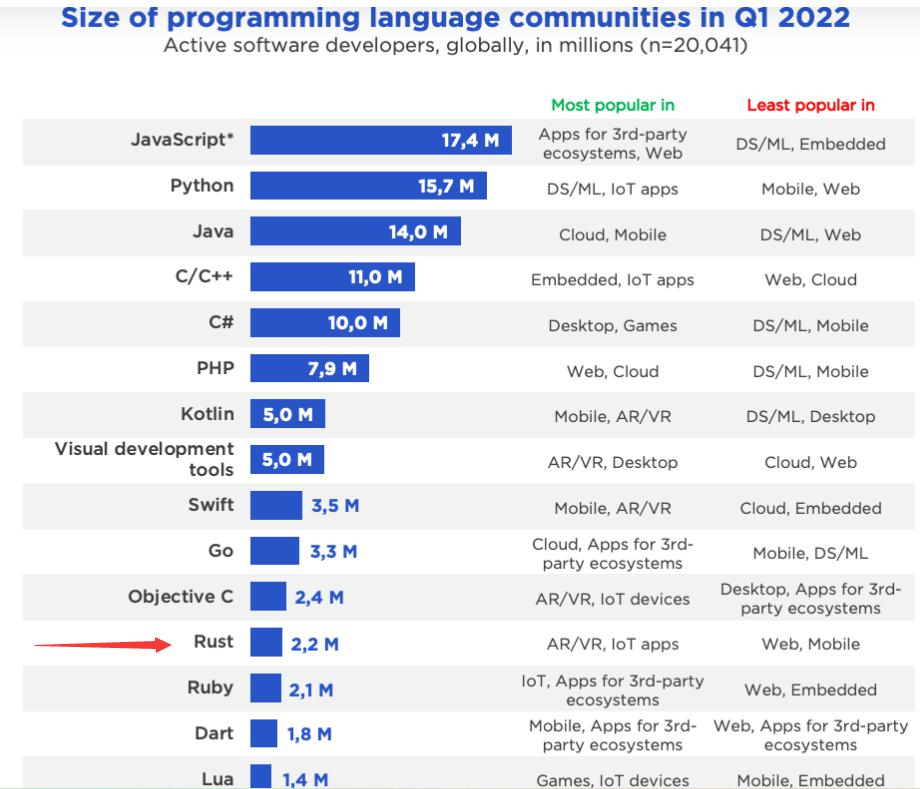 Size of programming language communities in Q1 2022
Active software developers, globally, in millions (n=20,041)
Most popular in Least popular in
JavaScript* 17,4 M Apps for 3rd-party ecosystems, Web DS/ML, Embedded
Python 15,7 M DS/ML, IoT apps Mobile, Web
Java 14,0 M Cloud, Mobile DS/ML, Web
C/C++ 11,0 M Embedded, IoT apps Web, Cloud
C# 10,0 M Desktop, Games DS/ML, Mobile
PHP 7,9 M Web, Cloud DS/ML, Mobile
Kotlin 5,0 M Mobile, AR/VR DS/ML, Desktop
Visual development tools 5,0 M AR/VR, Desktop Cloud, Web
Swift 3,5 M Mobile, AR/VR Cloud, Embedded
Go 3,3 M Cloud, Apps for 3rd-party ecosystems Mobile, DS/ML
Objective C 2,4 M AR/VR, IoT devices Desktop, Apps for 3rd-party ecosystems
Rust 2,2 M AR/VR, IoT apps Web, Mobile
Ruby 2,1 M IoT, Apps for 3rd-party ecosystems Web, Embedded
Dart 1,8 M Mobile, Apps for 3rd-party ecosystems Web, Apps for 3rd-party ecosystems
Lua 1,4 M Games, IoT devices Mobile, Embedded